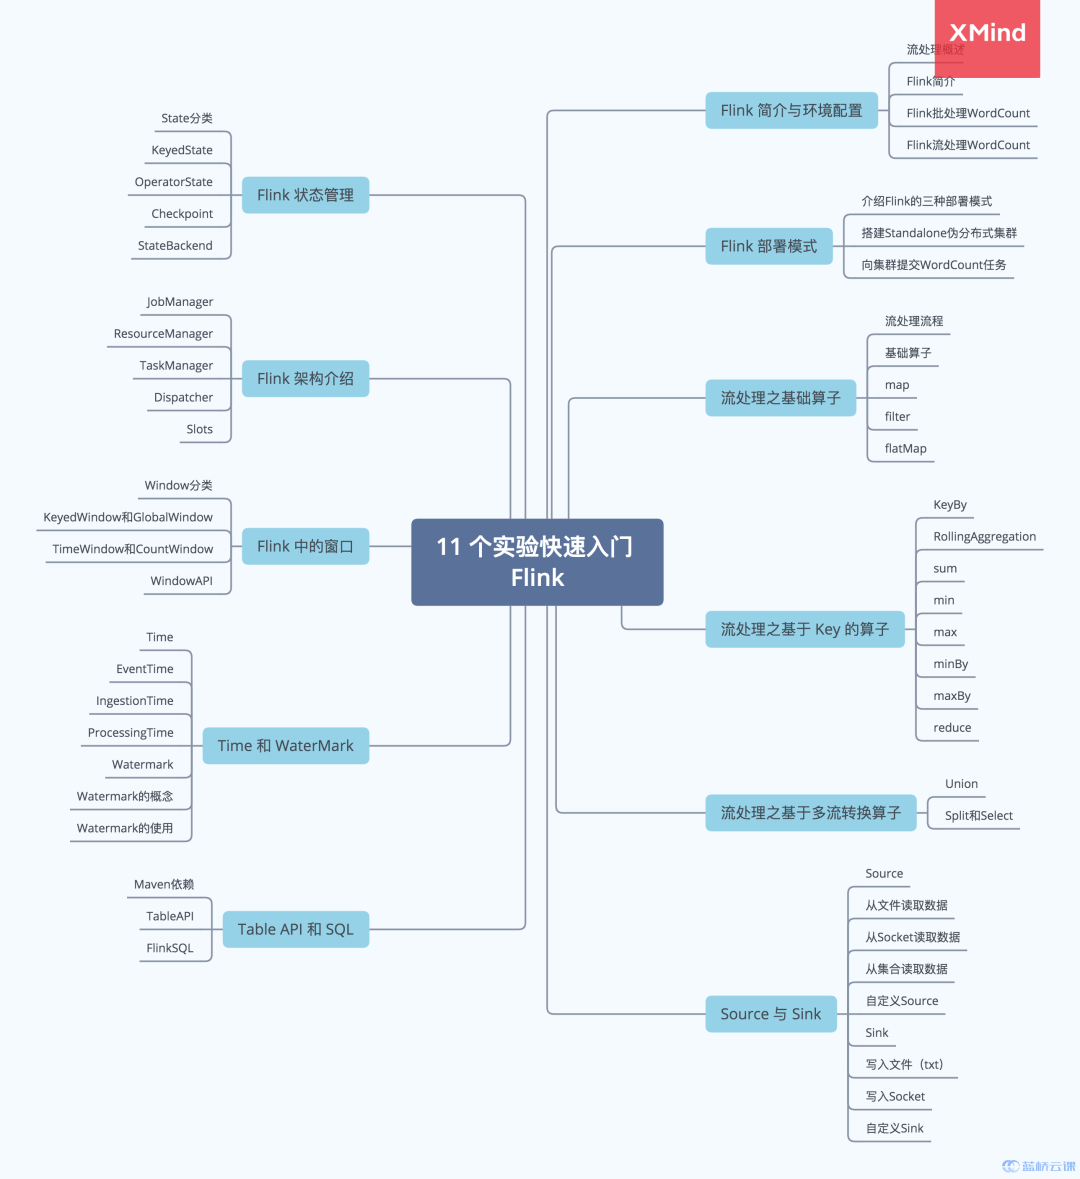 XMind
流处理概述
Flink简介
Flink批处理WordCount
Flink流处理WordCount
Flink 简介与环境配置
介绍Flink的三种部署模式
搭建Standalone伪分布式集群
向集群提交WordCount任务
Flink 部署模式
流处理流程
基础算子
map
filter
flatMap
流处理之基础算子
KeyBy
RollingAggregation
sum
min
max
minBy
maxBy
reduce
流处理之基于 Key 的算子
Union
Split和Select
流处理之基于多流转换算子
Source
从文件读取数据
从Socket读取数据
从集合读取数据
自定义Source
Sink
写入文件（txt）
写入Socket
自定义Sink
Source 与 Sink
11 个实验快速入门
Flink
State分类
KeyedState
OperatorState
Checkpoint
StateBackend
Flink 状态管理
JobManager
ResourceManager
TaskManager
Dispatcher
Slots
Flink 架构介绍
Window分类
KeyedWindow和GlobalWindow
TimeWindow和CountWindow
WindowAPI
Flink 中的窗口
Time
EventTime
IngestionTime
ProcessingTime
Watermark
Watermark的概念
Watermark的使用
Time 和 WaterMark
Maven依赖
TableAPI
FlinkSQL
Table API 和 SQL
蓝桥云课